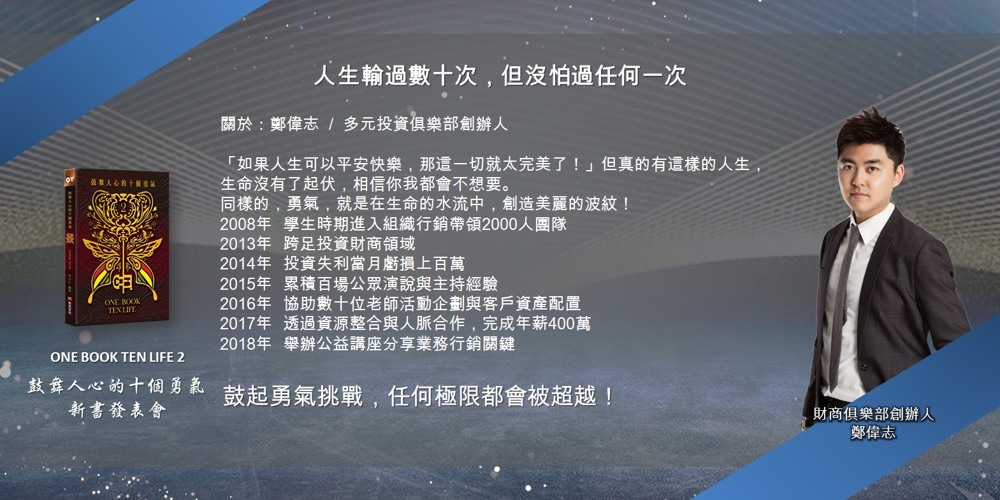 人生輸過數十次，但沒怕過任何一次
關於：鄭偉志 / 多元投資俱樂部創辦人
「如果人生可以平安快樂，那這一切就太完美了！」但真的有這樣的人生，
生命沒有了起伏，相信你我都會不想要。
同樣的，勇氣，就是在生命的水流中，創造美麗的波紋！
2008年 學生時期進入組織行銷帶領2000人團隊
2013年 跨足投資財商領域
2014年 投資失利當月虧損上百萬
2015年 累積百場公眾演說與主持經驗
2016年 協助數十位老師活動企劃與客戶資產配置
2017年 透過資源整合與人脈合作，完成年薪400萬
2018年 舉辦公益講座分享業務行銷關鍵
鼓起勇氣挑戰，任何極限都會被超越！
鼓舞人心的十個勇氣
2
ONE BOOK
TEN LIFE
鼓舞人心的十個勇氣
ONE BOOK TEN LIFE 2
鼓舞人心的十個勇氣
新書發表會
財商俱樂部創辦人
鄭偉志